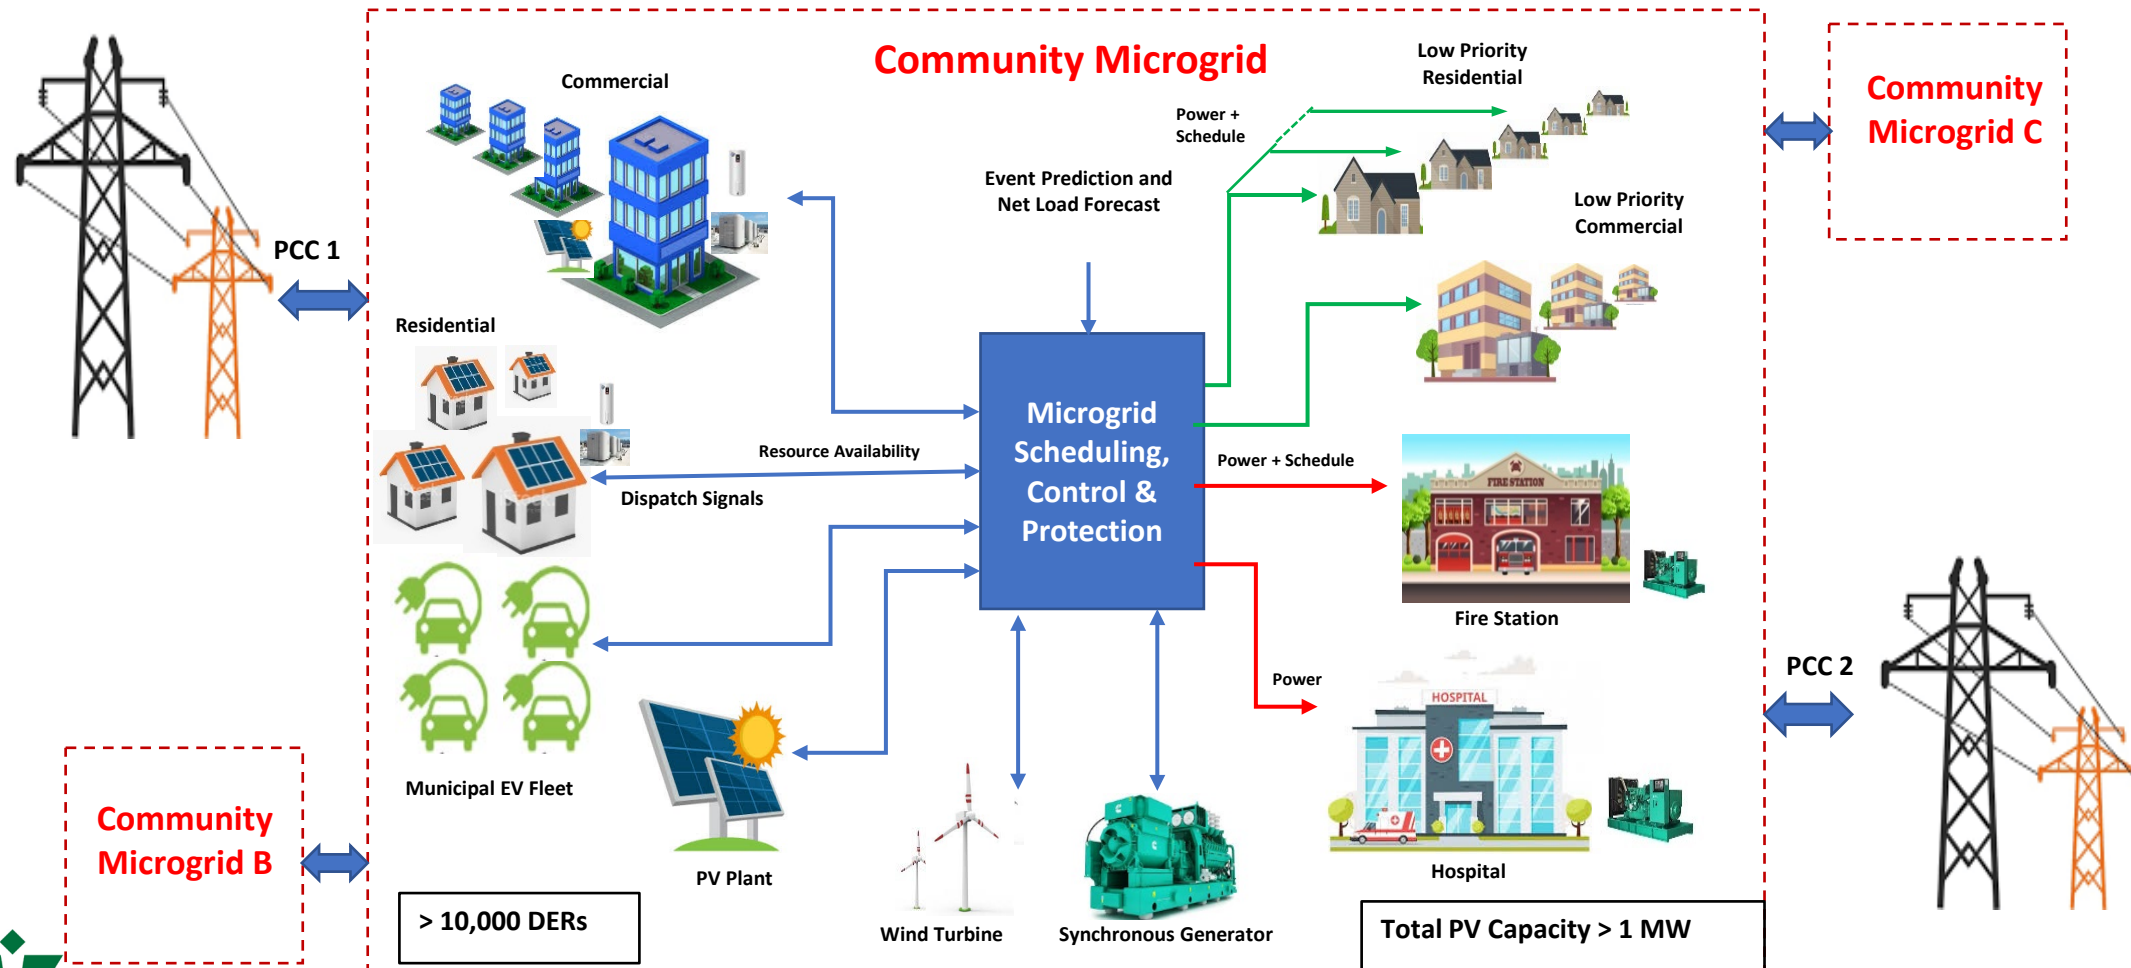 Community Microgrid
Commercial
Low Priority
Residential
Power +
Schedule
Event Prediction and
Net Load Forecast
Low Priority
Commercial
Community
Microgrid C
PCC 1
Residential
Resource Availability
Dispatch Signals
Microgrid
Scheduling,
Control &
Protection
Power + Schedule
FIRE STATION
Fire Station
Power
HOSPITAL
Hospital
PCC 2
Municipal EV Fleet
PV Plant
Wind Turbine
Synchronous Generator
Community
Microgrid B
> 10,000 DERs
Total PV Capacity > 1 MW